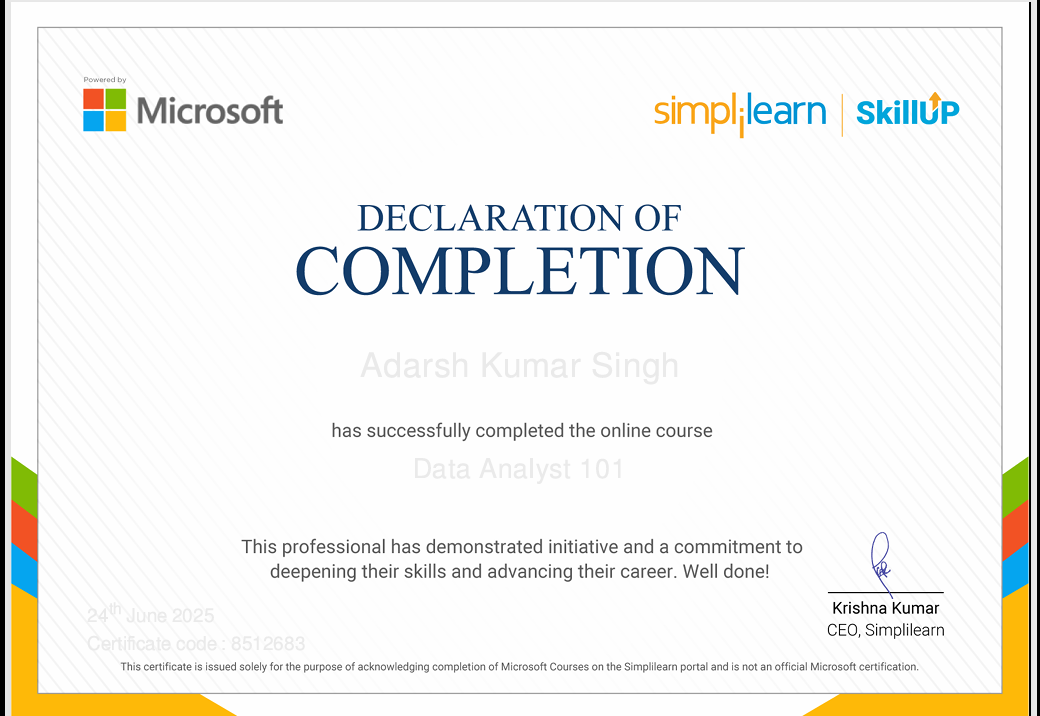 Powered by
Microsoft
simplilearn | SkillUP
DECLARATION OF
COMPLETION
Adarsh Kumar Singh
has successfully completed the online course
Data Analyst 101
This professional has demonstrated initiative and a commitment to
deepening their skills and advancing their career. Well done!
24th June 2025
Certificate code : 8512683
Krishna Kumar
CEO, Simplilearn
This certificate is issued solely for the purpose of acknowledging completion of Microsoft Courses on the Simplilearn portal and is not an official Microsoft certification.